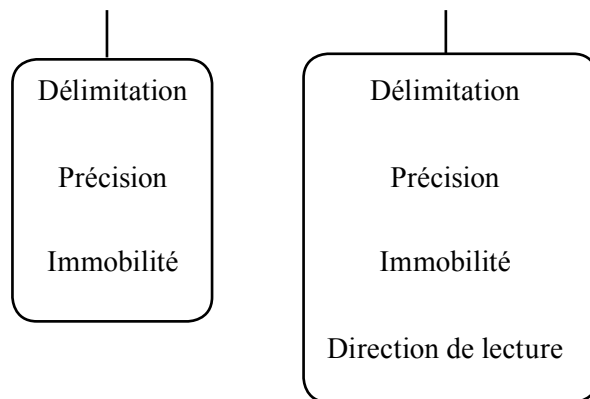 Délimitation
Précision
Immobilité
Délimitation
Précision
Immobilité
Direction de lecture